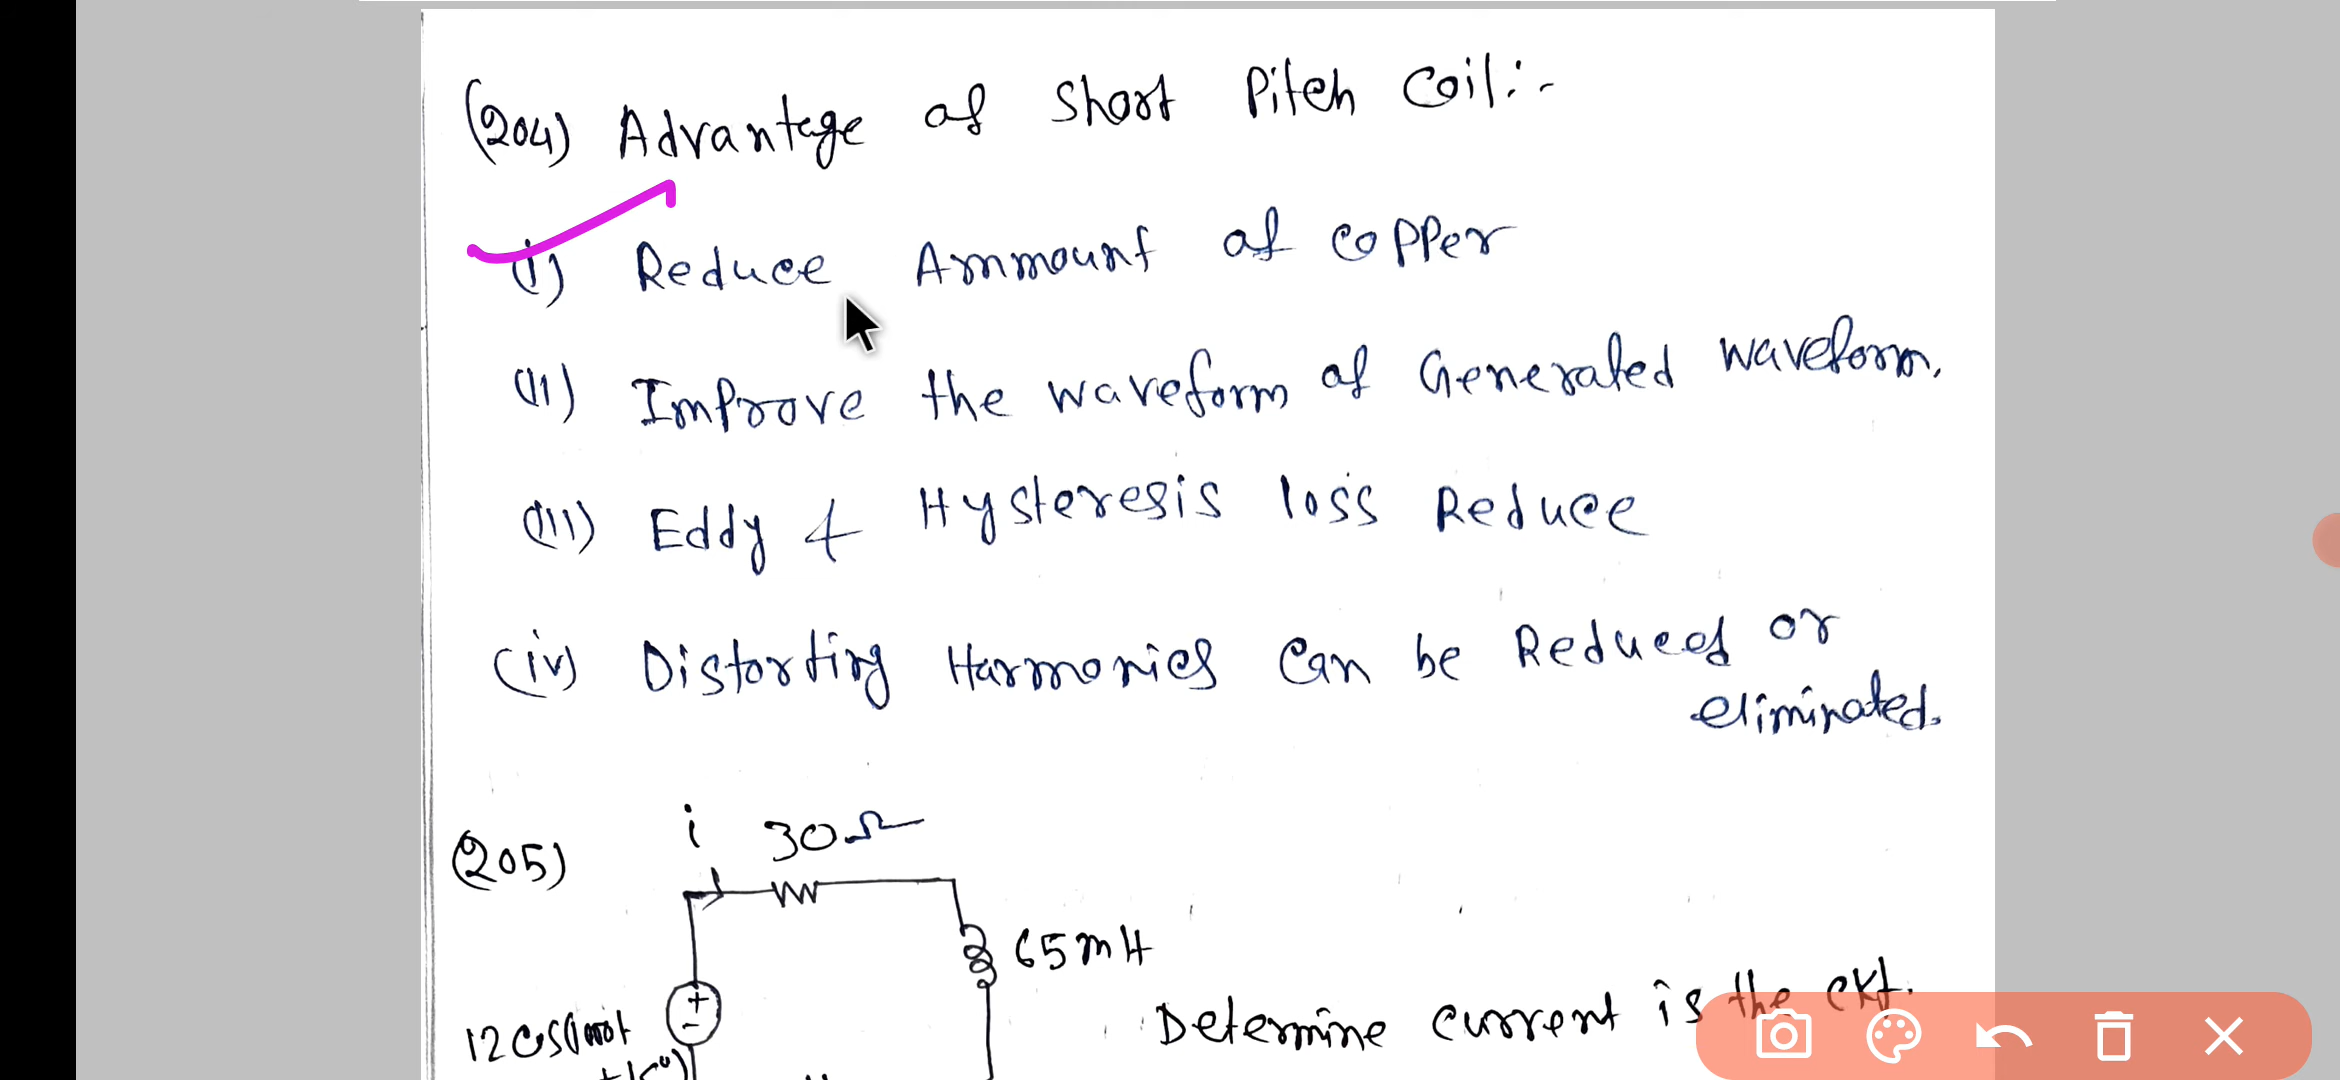 (204) Advantage of Short Pitch Coil:-
(i) Reduce Ammount of copper
(ii) Improve the waveform of Generated waveform.
(iii) Eddy & Hysteresis loss Reduce
(iv) Distorting Harmonics Can be Reduced or
eliminated.
(205) i 30Ω
65mH
Determine current is the ckt.
+
-